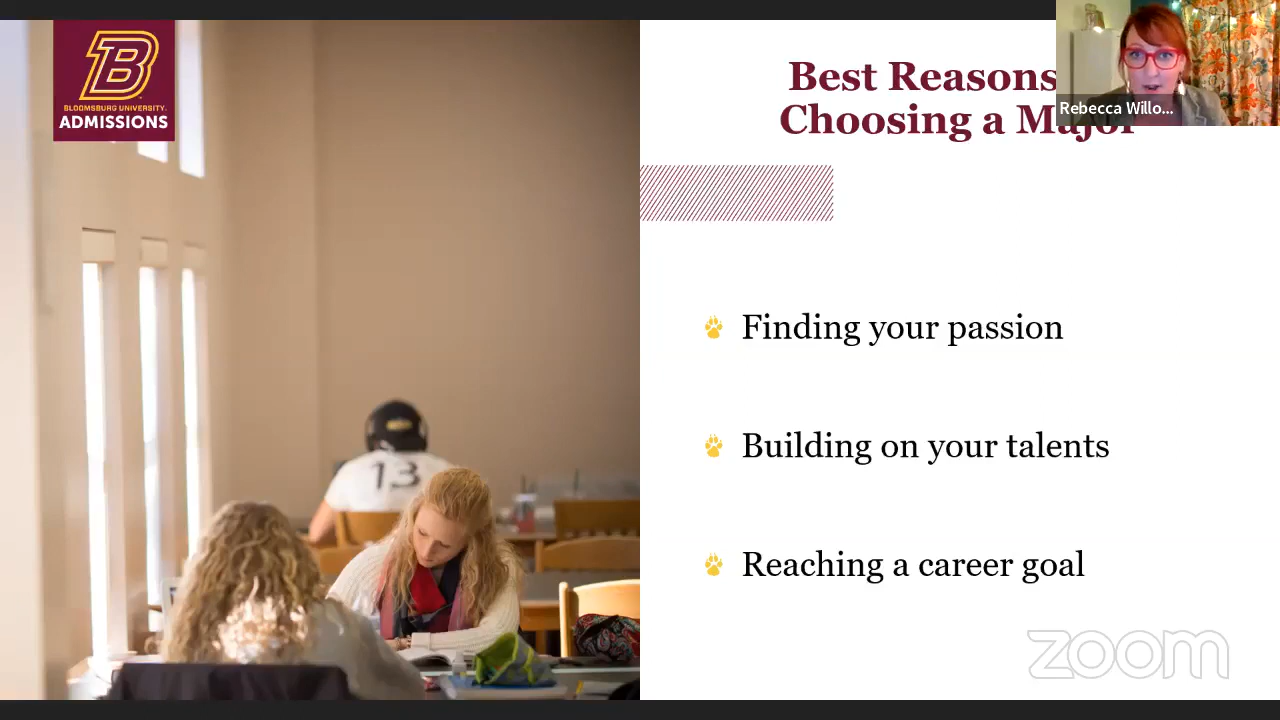 B
BLOOMSBURG UNIVERSITY.
ADMISSIONS
Best Reasons
Choosing a Major
Rebecca Willo...
Finding your passion
Building on your talents
Reaching a career goal
13
zoom